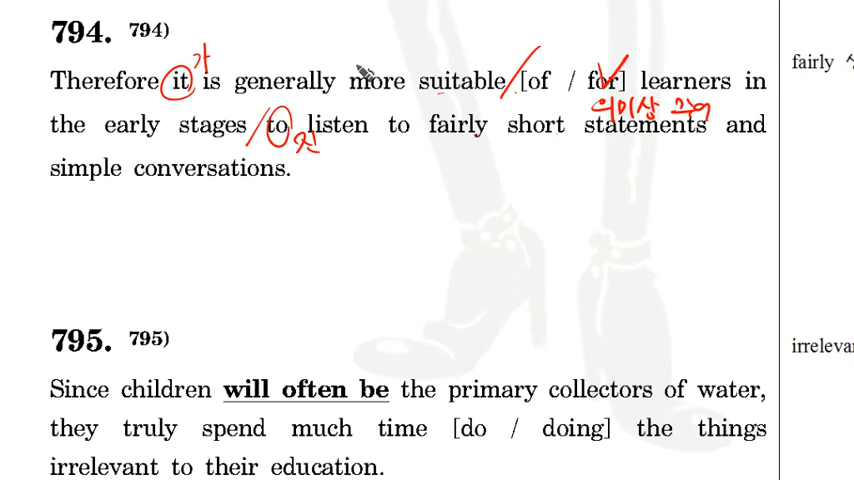 794. 794)
가
Therefore it is generally more suitable [of / for] learners in
fairly
의미상 주어
the early stages to listen to fairly short statements and
진
simple conversations.
795. 795)
irrelevan
Since children will often be the primary collectors of water,
they truly spend much time [do / doing] the things
irrelevant to their education.